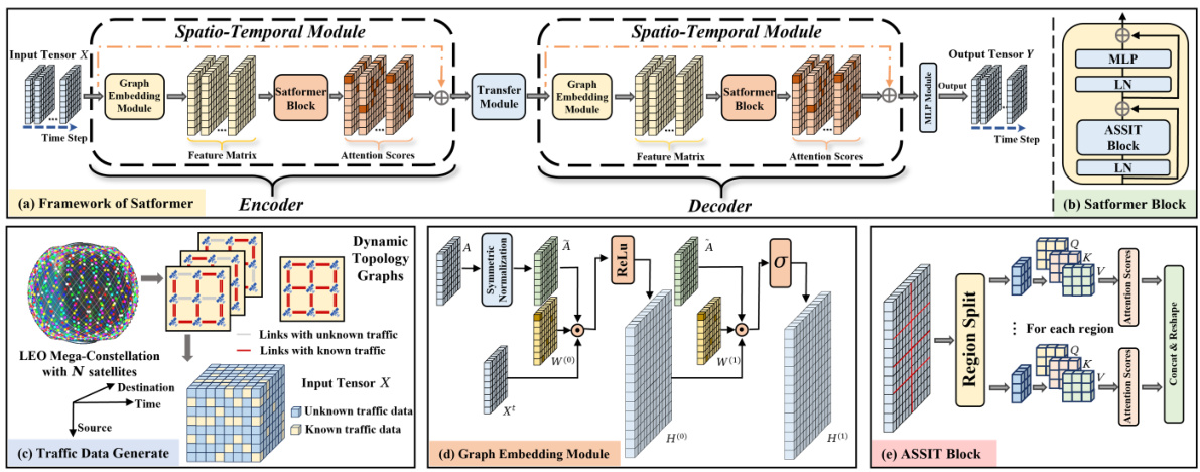 Spatio-Temporal Module
Input Tensor X
Graph
Embedding
Module
...
Feature Matrix
Satformer
Block
...
Attention Scores
Time Step
Transfer
Module
Spatio-Temporal Module
Graph
Embedding
Module
...
Feature Matrix
Satformer
Block
...
Attention Scores
MLP Module
Output
Output Tensor Y
...
Time Step
Encoder
Decoder
(a) Framework of Satformer
MLP
LN
ASSIT
Block
LN
(b) Satformer Block
Dynamic
Topology
Graphs
Links with unknown traffic
Links with known traffic
LEO Mega-Constellation
with N satellites
Destination
Time
Source
Input Tensor X
Unknown traffic data
Known traffic data
(c) Traffic Data Generate
A
Symmetric
Normalization
Ã
W(0)
X^t
ReLu
H(0)
Ã
W(1)
σ
H(1)
(d) Graph Embedding Module
Region Split
Q
K
V
Attention Scores
⋮ For each region
Q
K
V
Attention Scores
Concat & Reshape
(e) ASSIT Block